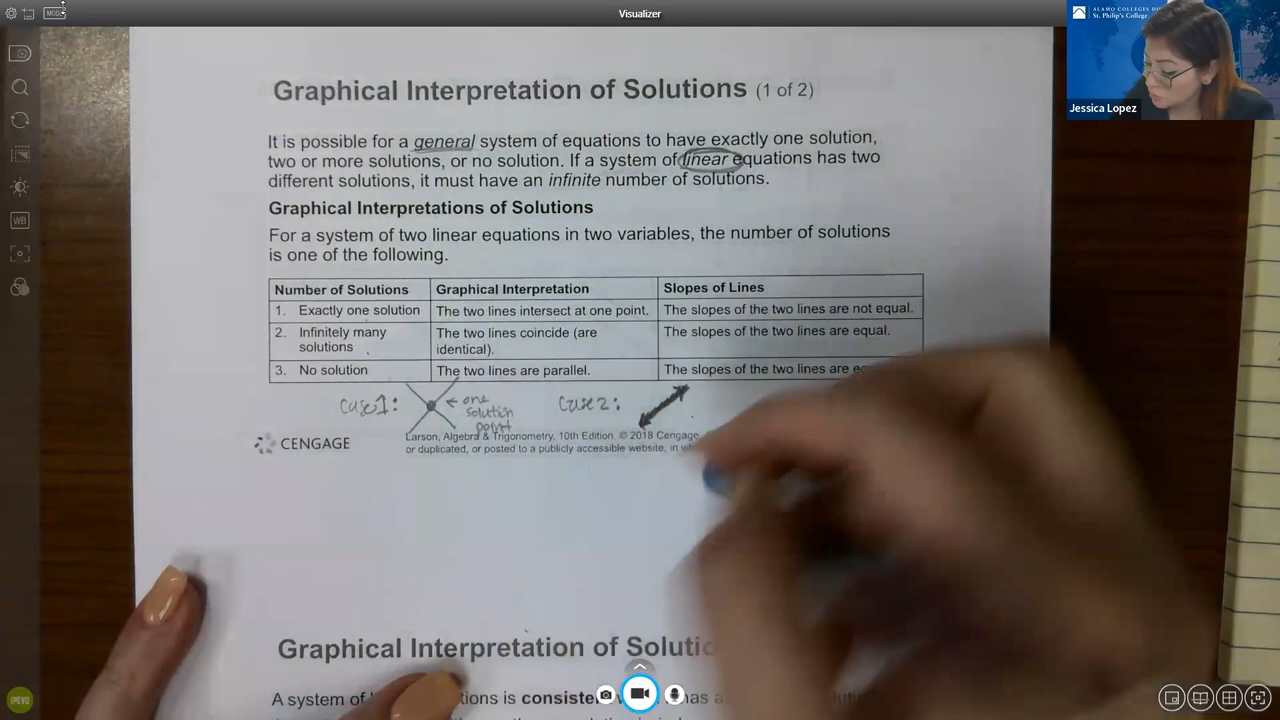 MODE
Visualizer
ALAMO COLLEGES
St. Philip's College
Jessica Lopez
WB
IPEVO
Graphical Interpretation of Solutions (1 of 2)
It is possible for a general system of equations to have exactly one solution,
two or more solutions, or no solution. If a system of linear equations has two
different solutions, it must have an infinite number of solutions.
Graphical Interpretations of Solutions
For a system of two linear equations in two variables, the number of solutions
is one of the following.
Number of Solutions Graphical Interpretation Slopes of Lines
1. Exactly one solution The two lines intersect at one point. The slopes of the two lines are not equal.
2. Infinitely many The two lines coincide (are The slopes of the two lines are equal.
solutions identical).
3. No solution The two lines are parallel. The slopes of the two lines are
Case 1: ← one Case 2:
solution
point
CENGAGE
Larson, Algebra & Trigonometry, 10th Edition. © 2018 Cengage.
or duplicated, or posted to a publicly accessible website, in
Graphical Interpretation of
A system of is